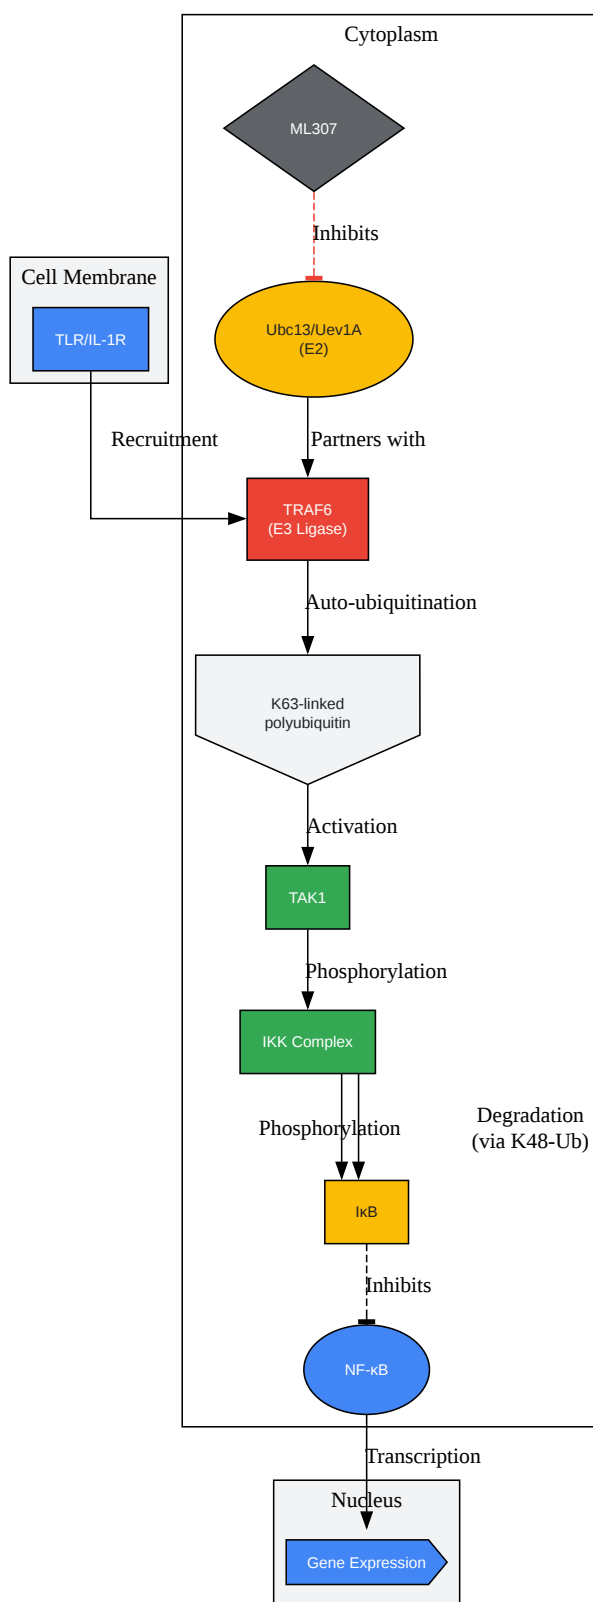 Cytoplasm
ML307
Inhibits
Cell Membrane
TLR/IL-1R
Ubc13/Uev1A
(E2)
Recruitment
Partners with
TRAF6
(E3 Ligase)
Auto-ubiquitination
K63-linked
polyubiquitin
Activation
TAK1
Phosphorylation
IKK Complex
Phosphorylation
Degradation
(via K48-Ub)
IκB
Inhibits
NF-κB
Transcription
Nucleus
Gene Expression